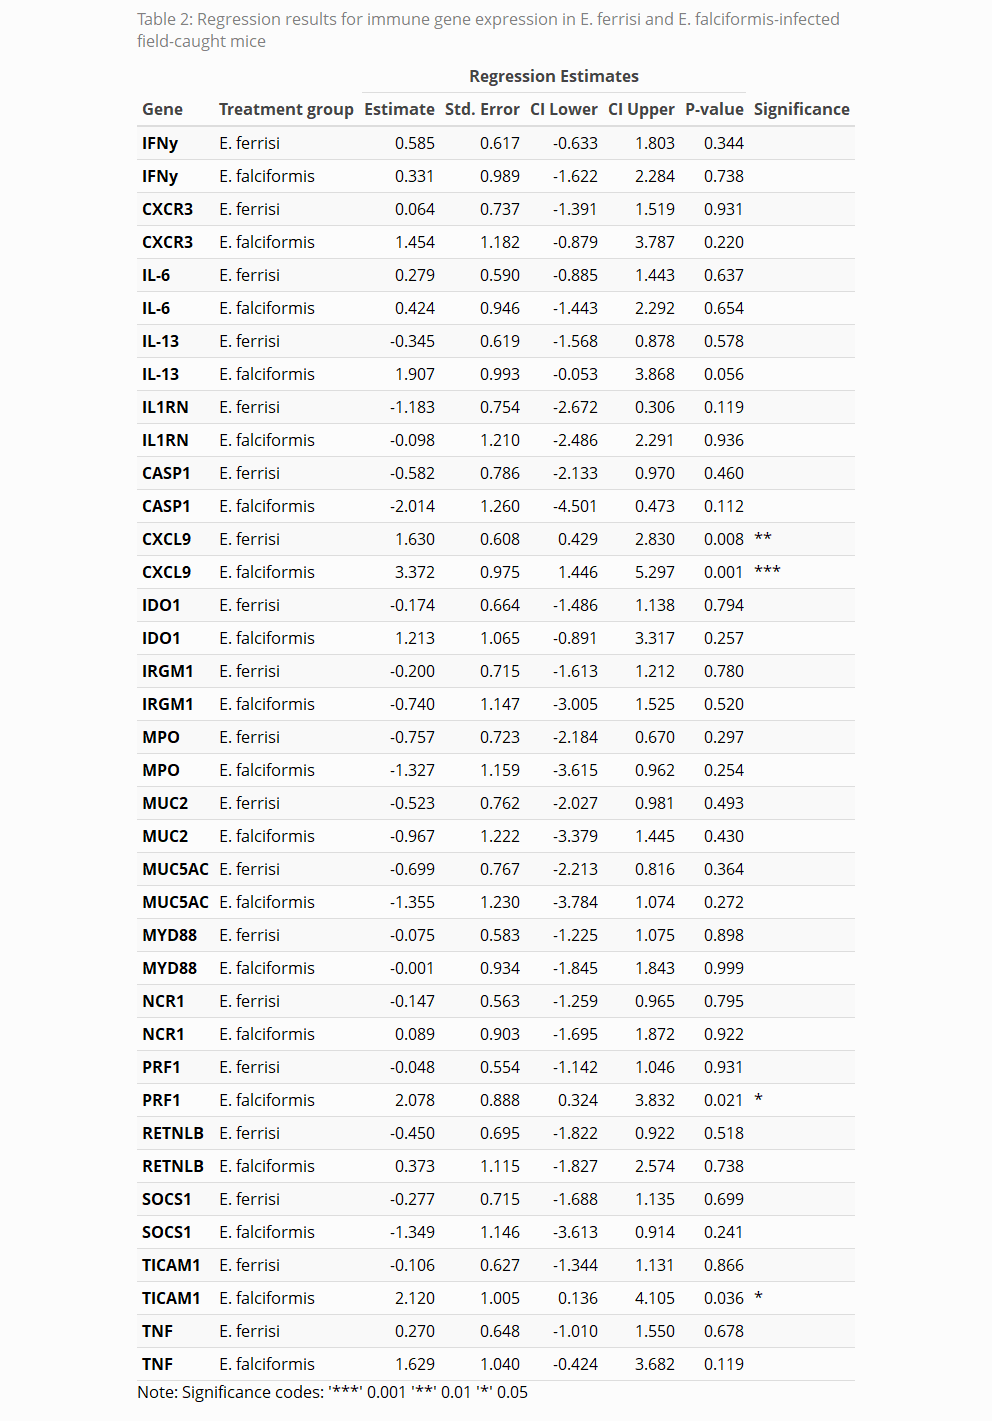 Table 2: Regression results for immune gene expression in E. ferrisi and E. falciformis-infected
field-caught mice
Regression Estimates
Gene Treatment group Estimate Std. Error CI Lower CI Upper P-value Significance
IFNy E. ferrisi 0.585 0.617 -0.633 1.803 0.344
IFNy E. falciformis 0.331 0.989 -1.622 2.284 0.738
CXCR3 E. ferrisi 0.064 0.737 -1.391 1.519 0.931
CXCR3 E. falciformis 1.454 1.182 -0.879 3.787 0.220
IL-6 E. ferrisi 0.279 0.590 -0.885 1.443 0.637
IL-6 E. falciformis 0.424 0.946 -1.443 2.292 0.654
IL-13 E. ferrisi -0.345 0.619 -1.568 0.878 0.578
IL-13 E. falciformis 1.907 0.993 -0.053 3.868 0.056
IL1RN E. ferrisi -1.183 0.754 -2.672 0.306 0.119
IL1RN E. falciformis -0.098 1.210 -2.486 2.291 0.936
CASP1 E. ferrisi -0.582 0.786 -2.133 0.970 0.460
CASP1 E. falciformis -2.014 1.260 -4.501 0.473 0.112
CXCL9 E. ferrisi 1.630 0.608 0.429 2.830 0.008 **
CXCL9 E. falciformis 3.372 0.975 1.446 5.297 0.001 ***
IDO1 E. ferrisi -0.174 0.664 -1.486 1.138 0.794
IDO1 E. falciformis 1.213 1.065 -0.891 3.317 0.257
IRGM1 E. ferrisi -0.200 0.715 -1.613 1.212 0.780
IRGM1 E. falciformis -0.740 1.147 -3.005 1.525 0.520
MPO E. ferrisi -0.757 0.723 -2.184 0.670 0.297
MPO E. falciformis -1.327 1.159 -3.615 0.962 0.254
MUC2 E. ferrisi -0.523 0.762 -2.027 0.981 0.493
MUC2 E. falciformis -0.967 1.222 -3.379 1.445 0.430
MUC5AC E. ferrisi -0.699 0.767 -2.213 0.816 0.364
MUC5AC E. falciformis -1.355 1.230 -3.784 1.074 0.272
MYD88 E. ferrisi -0.075 0.583 -1.225 1.075 0.898
MYD88 E. falciformis -0.001 0.934 -1.845 1.843 0.999
NCR1 E. ferrisi -0.147 0.563 -1.259 0.965 0.795
NCR1 E. falciformis 0.089 0.903 -1.695 1.872 0.922
PRF1 E. ferrisi -0.048 0.554 -1.142 1.046 0.931
PRF1 E. falciformis 2.078 0.888 0.324 3.832 0.021 *
RETNLB E. ferrisi -0.450 0.695 -1.822 0.922 0.518
RETNLB E. falciformis 0.373 1.115 -1.827 2.574 0.738
SOCS1 E. ferrisi -0.277 0.715 -1.688 1.135 0.699
SOCS1 E. falciformis -1.349 1.146 -3.613 0.914 0.241
TICAM1 E. ferrisi -0.106 0.627 -1.344 1.131 0.866
TICAM1 E. falciformis 2.120 1.005 0.136 4.105 0.036 *
TNF E. ferrisi 0.270 0.648 -1.010 1.550 0.678
TNF E. falciformis 1.629 1.040 -0.424 3.682 0.119
Note: Significance codes: '***' 0.001 '**' 0.01 '*' 0.05